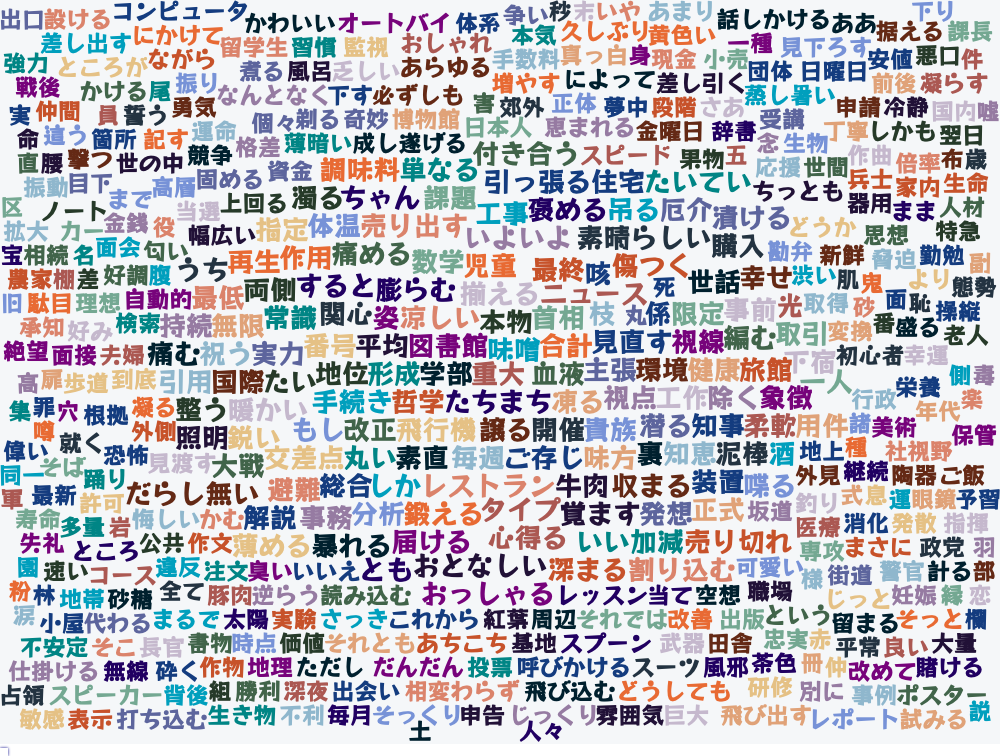 出口 設ける コンピュータ かわいい オートバイ 体系 争い 秒 末 いや あまり 話しかける ああ 下り 据える 課長
差し出す にかけて 留学生 習慣 監視 おしゃれ 本気 久しぶり 黄色い 一種 見下ろす 安値 悪口 件
強力 ところが ながら 煮る 風呂 乏しい あらゆる 手数料 真っ白 身 現金 小売 団体 日曜日 前後 凝らす
戦後 かける 尾 振り なんとなく 下す 必ずしも 増やす によって 差し引く 蒸し暑い 申請 冷静 国内 嘘
実 仲間 員 誓う 勇気 個々 剃る 奇妙 博物館 害 郊外 正体 夢中 段階 さあ 受講 念 生物 丁寧 しかも 翌日
命 違う 箇所 記す 運命 格差 薄暗い 成し遂げる 日本人 恵まれる 金曜日 辞書 応援 世間 作曲 倍率 布 歳
直 腰 撃つ 世の中 競争 資金 調味料 単なる 付き合う スピード 果物 五 兵士 家内 生命
振動 目下 まで 高層 固める 引っ張る 住宅 たいてい ちっとも 器用 まま 人材
区 ノート 当選 上回る 濁る ちゃん 課題 工事 褒める 吊る 厄介 漬ける どうか 思想 特急
拡大 カー 金銭 役 幅広い 指定 体温 売り出す いよいよ 素晴らしい 購入 勘弁 新鮮 脅迫 勤勉 副
宝 相続 名 面会 匂い うち 再生 作用 痛める 数学 児童 最終 咳 傷つく 死 世話 幸せ 渋い 肌 鬼 より 態勢
農家 棚 差 好調 腹 両側 すると 膨らむ 揃える ニュース 光 取得 砂 面 恥 操縦
旧 駄目 理想 自動的 最低 常識 関心 姿 涼しい 本物 首相 枝 丸 係 限定 事前 変換 番 盛る 老人
承知 好み 検索 持続 無限 番号 平均 図書館 味噌 合計 見直す 視線 編む 取引 初心者 幸運
絶望 面接 夫婦 痛む 祝う 実力 地位 形成 学部 重大 血液 主張 環境 健康 旅館 下宿 一人 側 毒
高 扉 歩道 到底 引用 国際 たい 手続き 哲学 たちまち 凍る 視点 工作 除く 象徴 行政 栄養 年代 楽
集 罪 穴 根拠 凝る 整う 暖かい もし 改正 飛行機 譲る 開催 貴族 潜る 知事 柔軟 用件 諸 美術 保管
噂 就く 外側 照明 鋭い 文 差点 丸い 素直 毎週 ご存じ 味方 裏 知恵 泥棒 酒 地上 種 社 視野
偉い 恐怖 見渡す 大戦 避難 総合 しか レストラン 牛肉 収まる 装置 喋る 外見 継続 陶器 ご飯
同一 そば 踊り だらし無い 解説 事務 分析 鍛える タイプ 覚ます 発想 正式 坂道 釣り 式 息 運 眼鏡 予習
軍 最新 許可 悔しい かむ 届ける 心得る いい加減 売り切れ 医療 消化 発散 指揮
寿命 多量 岩 公共 作文 薄める 暴れる 専攻 まさに 政党 羽
失礼 ところ 違反 注文 臭い いいえ とも おとなしい 深まる 割り込む 可愛い 様 街道 警官 計る 部
園 速い コース 全て 豚肉 逆らう 読み込む おっしゃる レッスン 当て 空想 職場 じっと 妊娠 縁 恋
粉 林 地帯 砂糖 まるで 太陽 実験 さっき これから 紅葉 周辺 それでは 改善 出版 という 留まる そっと 欄
涙 小屋 代わる 書物 時点 価値 それとも あちこち 基地 スプーン 武器 田舎 忠実 赤 平常 良い 大量
不安定 そこ 長官 ただし だんだん 投票 呼びかける スーツ 風邪 茶色 冊 仲 改めて 賭ける
仕掛ける 無線 砕く 作物 地理 相変わらず 飛び込む どうしても 研修 別に 事例 ポスター
占領 スピーカー 背後 組 勝利 深夜 出会い 雰囲気 巨大 飛び出す レポート 試みる 説
敏感 表示 打ち込む 生き物 不利 毎月 そっくり 申告 じっくり
土 人々